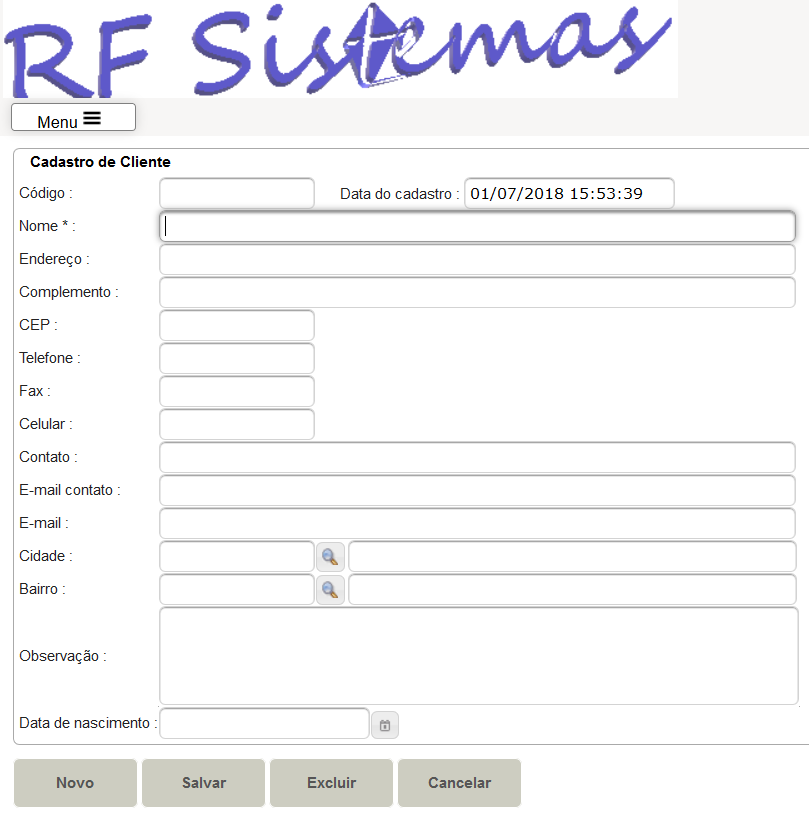 RF Sistemas
Menu
Cadastro de Cliente
Código :
Data do cadastro : 01/07/2018 15:53:39
Nome * :
Endereço :
Complemento :
CEP :
Telefone :
Fax :
Celular :
Contato :
E-mail contato :
E-mail :
Cidade :
Bairro :
Observação :
Data de nascimento :
Novo Salvar Excluir Cancelar